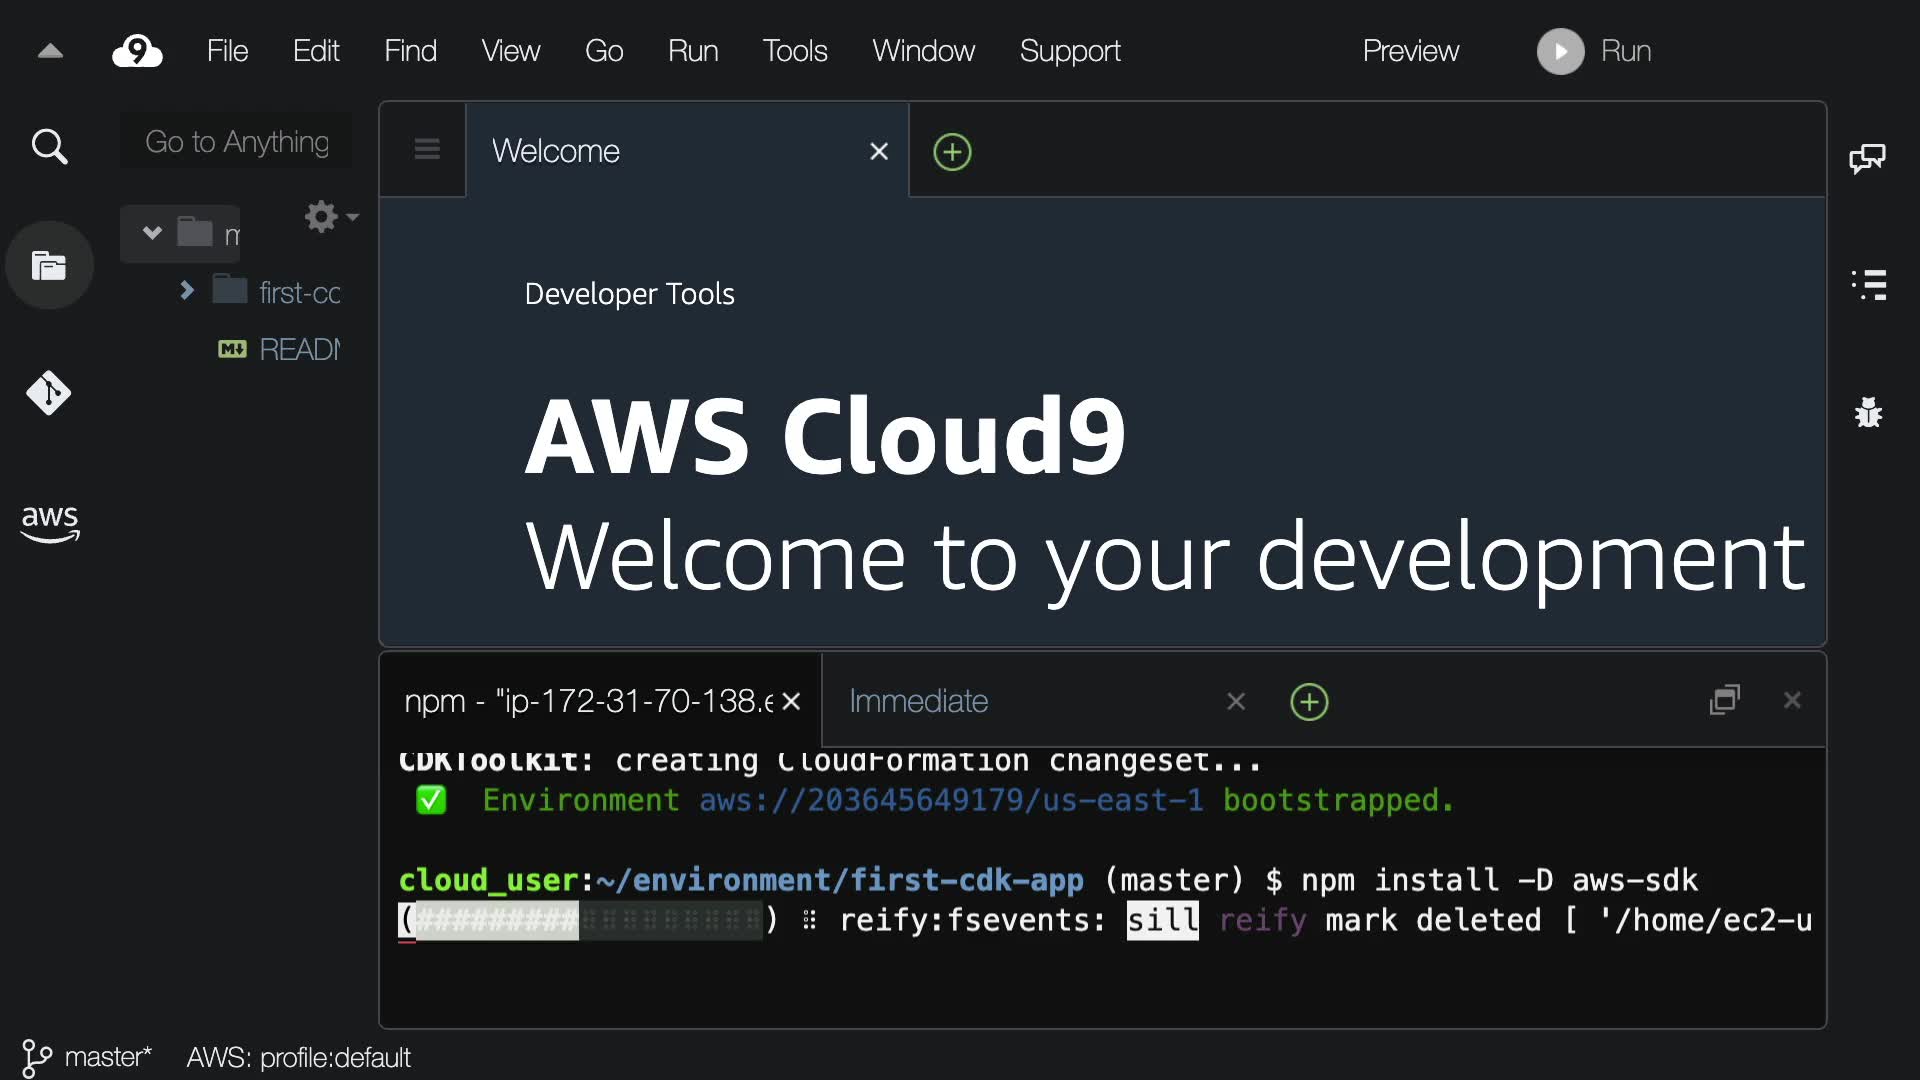 9 File Edit Find View Go Run Tools Window Support Preview Run
Go to Anything
Welcome
m
first-cc
READM
Developer Tools
AWS Cloud9
Welcome to your development
aws
npm - "ip-172-31-70-138.e
Immediate
CDKToolkit: creating CloudFormation changeset...
✅ Environment aws://203645649179/us-east-1 bootstrapped.
cloud_user:~/environment/first-cdk-app (master) $ npm install -D aws-sdk
(#########⠂⠂⠂⠂⠂⠂⠂⠂⠂) ⠸ reify:fsevents: sill reify mark deleted [ '/home/ec2-u
master* AWS: profile:default